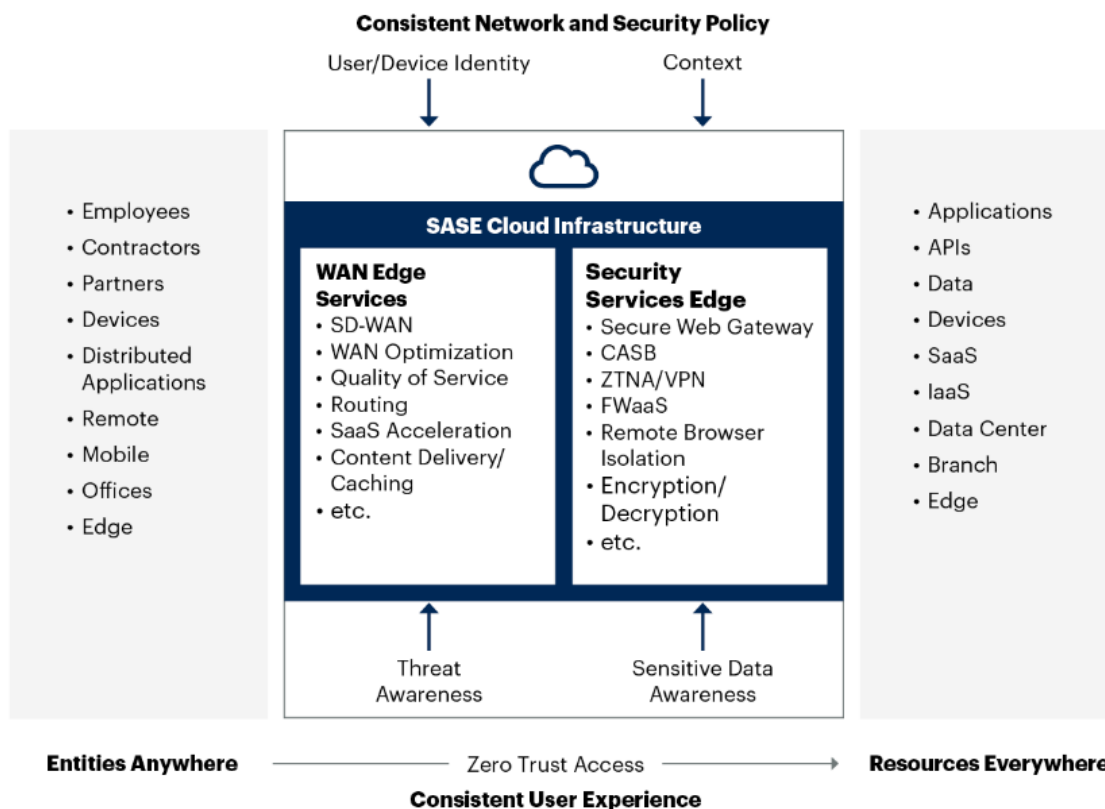 Consistent Network and Security Policy
User/Device Identity
Context
• Employees
• Contractors
• Partners
• Devices
• Distributed
Applications
• Remote
• Mobile
• Offices
• Edge
SASE Cloud Infrastructure
WAN Edge
Services
• SD-WAN
• WAN Optimization
• Quality of Service
• Routing
• SaaS Acceleration
• Content Delivery/
Caching
• etc.
Security
Services Edge
• Secure Web Gateway
• CASB
• ZTNA/VPN
• FWaaS
• Remote Browser
Isolation
• Encryption/
Decryption
• etc.
• Applications
• APIs
• Data
• Devices
• SaaS
• IaaS
• Data Center
• Branch
• Edge
Threat
Awareness
Sensitive Data
Awareness
Entities Anywhere
Zero Trust Access
Resources Everywhere
Consistent User Experience